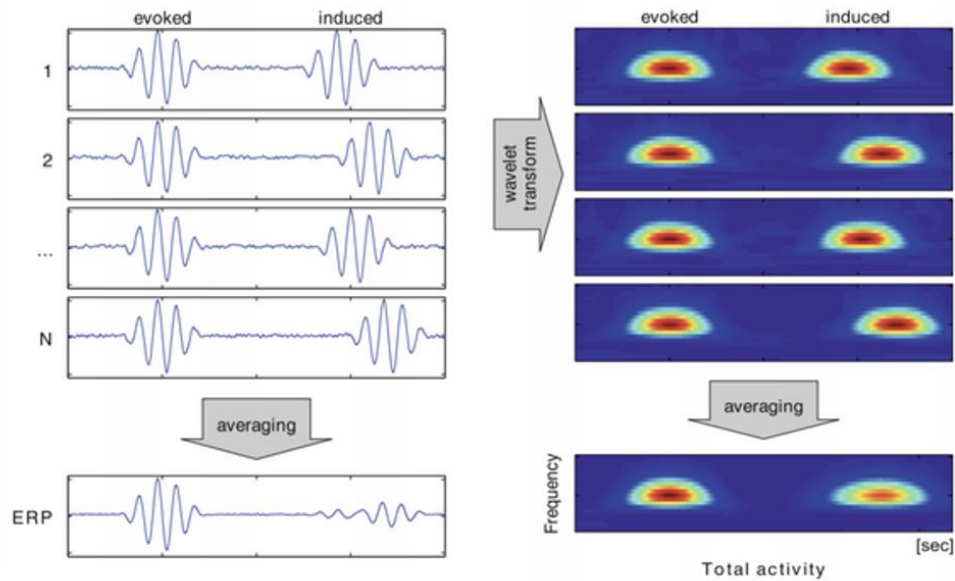 evoked induced
1
2
...
N
averaging
ERP
evoked induced
wavelet
transform
averaging
Frequency
[sec]
Total activity